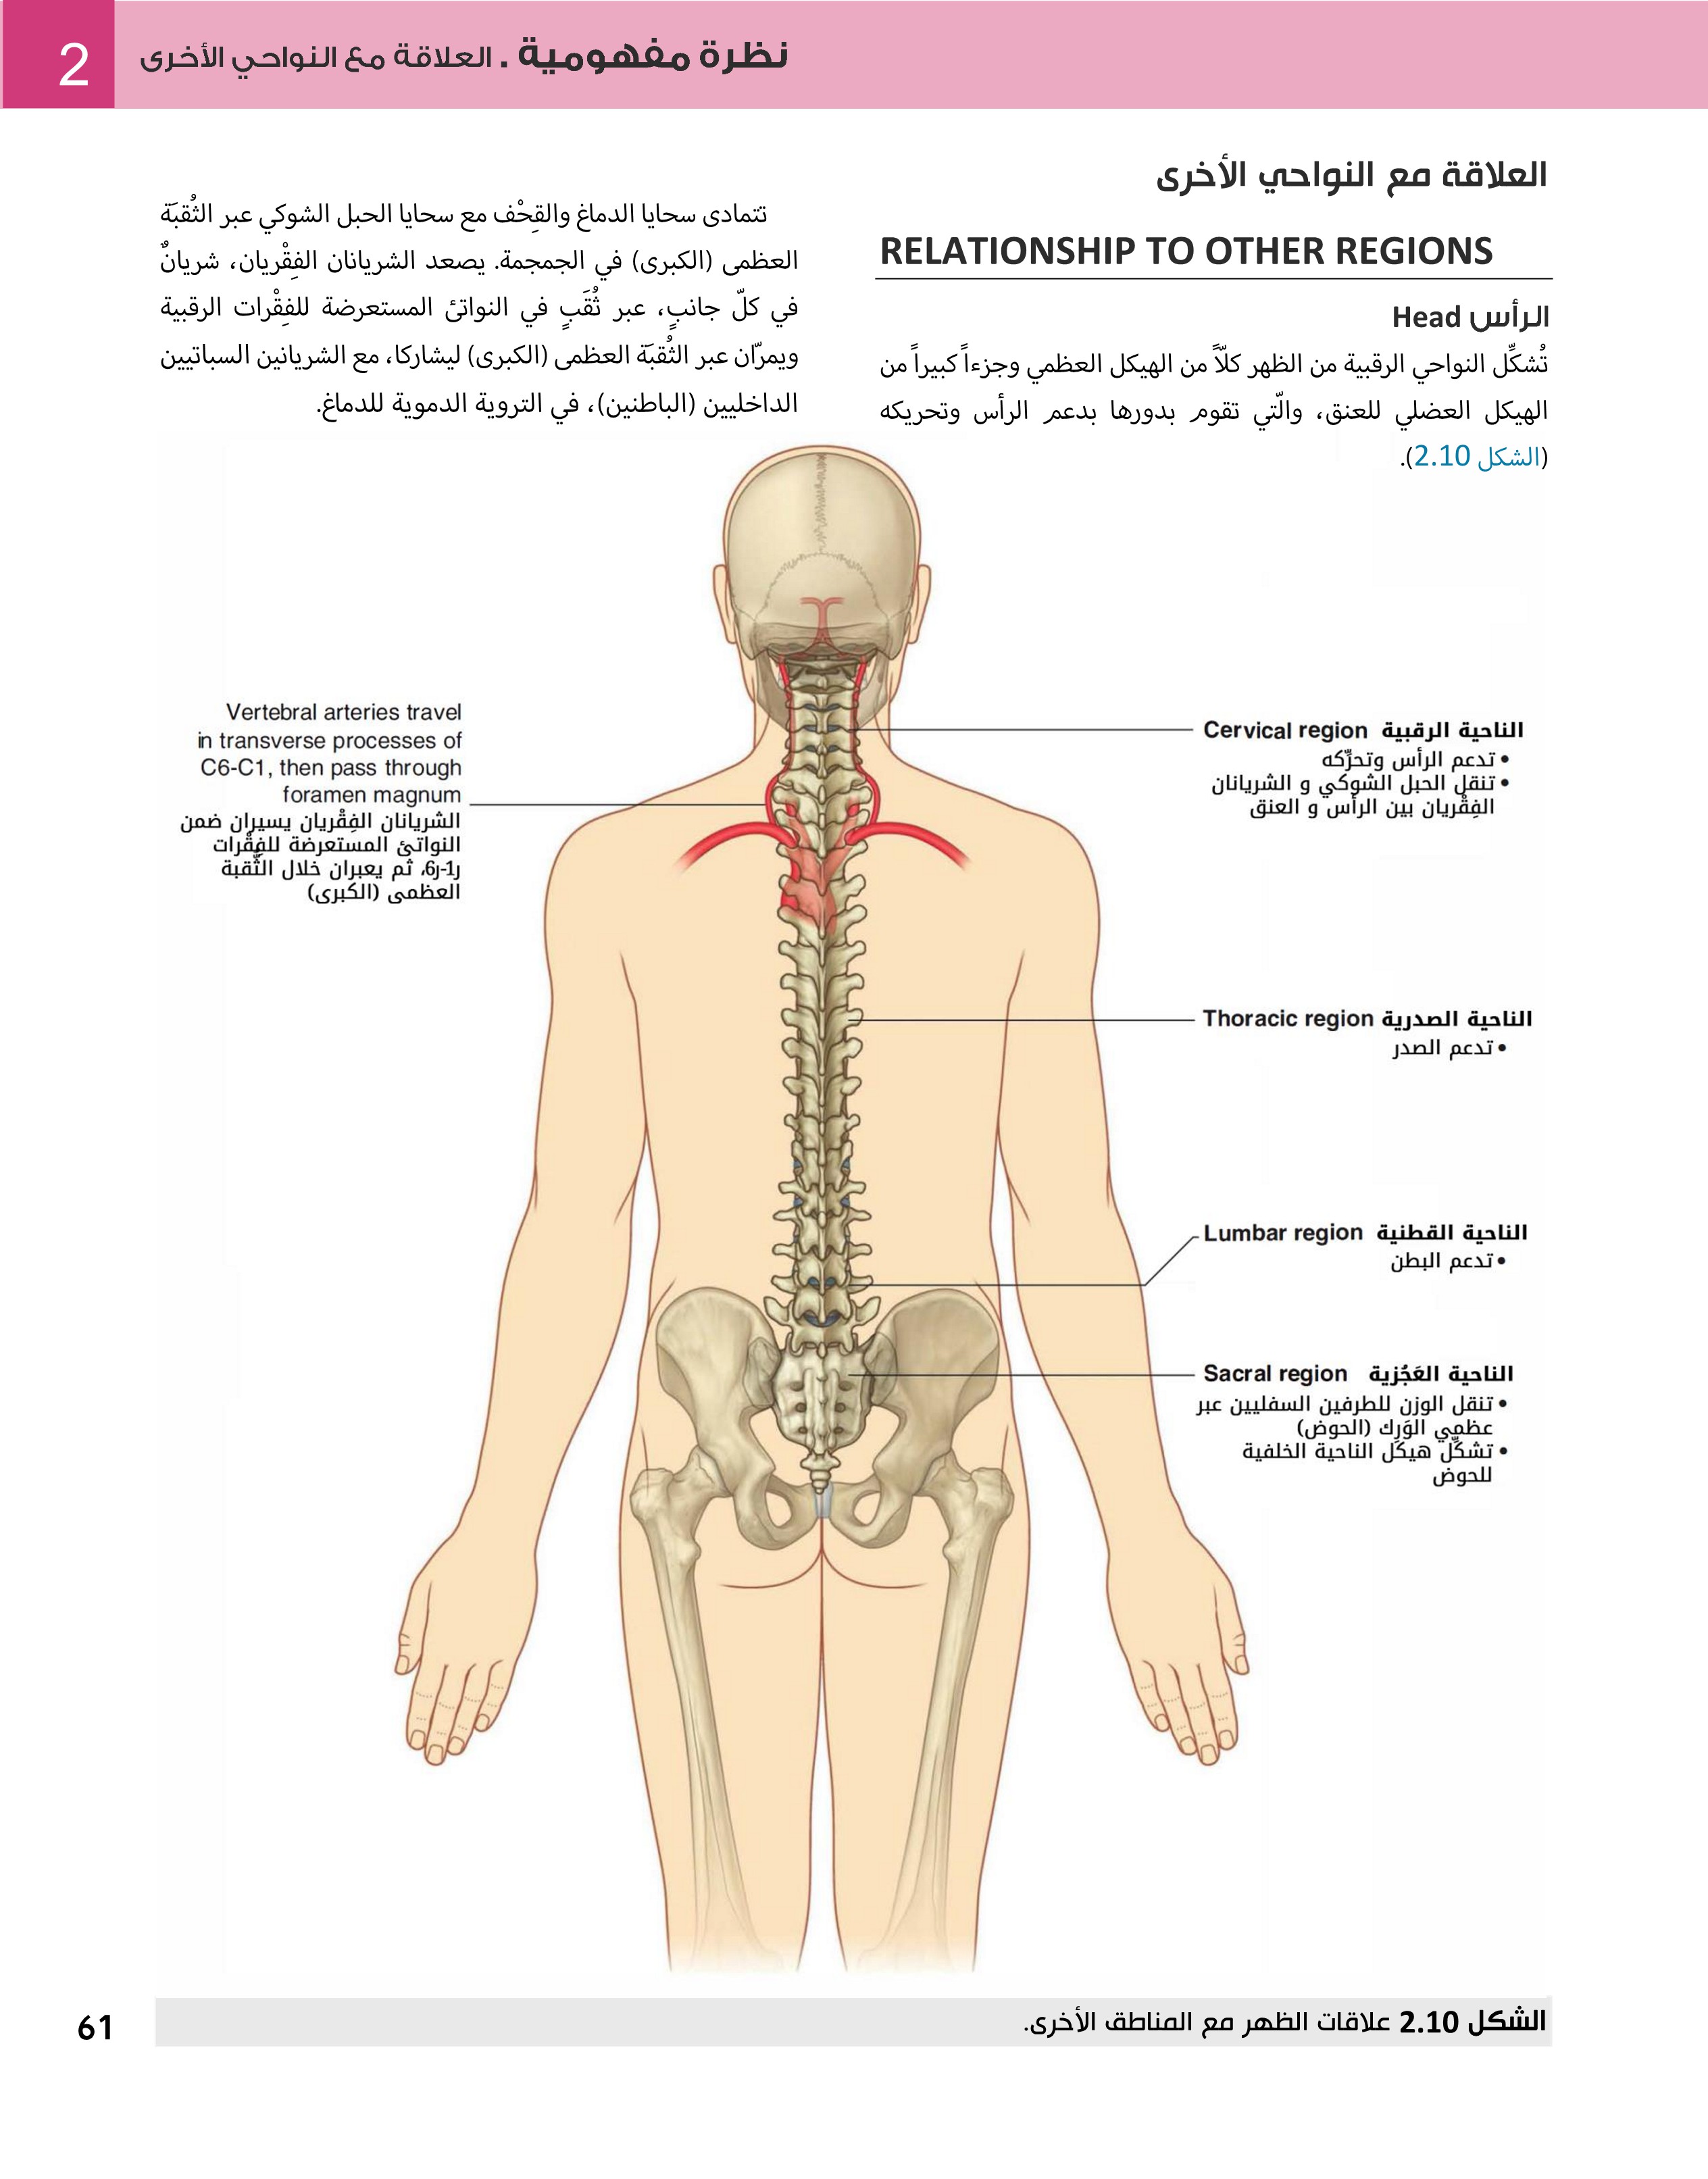 2
نظرة مفهومية . العلاقة مع النواحي الأخرى
العلاقة مع النواحي الأخرى
RELATIONSHIP TO OTHER REGIONS
الرأس Head
تُشكِّل النواحي الرقبية من الظهر كلّاً من الهيكل العظمي وجزءاً كبيراً من
الهيكل العضلي للعنق، والّتي تقوم بدورها بدعم الرأس وتحريكه
(الشكل 2.10).
تتمادى سحايا الدماغ والقِحْف مع سحايا الحبل الشوكي عبر الثُقبَة
العظمى (الكبرى) في الجمجمة. يصعد الشريانان الفِقْريان، شريانٌ
في كلّ جانبٍ، عبر ثُقَبٍ في النواتئ المستعرضة للفِقْرات الرقبية
ويمرّان عبر الثُقبَة العظمى (الكبرى) ليشاركا، مع الشريانين السباتيين
الداخليين (الباطنين)، في التروية الدموية للدماغ.
Vertebral arteries travel
in transverse processes of
C6-C1, then pass through
foramen magnum
الشريانان الفِقْريان يسيران ضمن
النواتئ المستعرضة للفِقْرات
ر1-ر6، ثم يعبران خلال الثُّقبة
العظمى (الكبرى)
Cervical region الناحية الرقبية
• تدعم الرأس وتحرِّكه
• تنقل الحبل الشوكي و الشريانان
الفِقْريان بين الرأس و العنق
Thoracic region الناحية الصدرية
• تدعم الصدر
Lumbar region الناحية القطنية
• تدعم البطن
Sacral region الناحية العَجُزية
• تنقل الوزن للطرفين السفليين عبر
عظمي الوَرِك (الحوض)
• تشكِّل هيكل الناحية الخلفية
للحوض
الشكل 2.10 علاقات الظهر مع المناطق الأخرى.
61